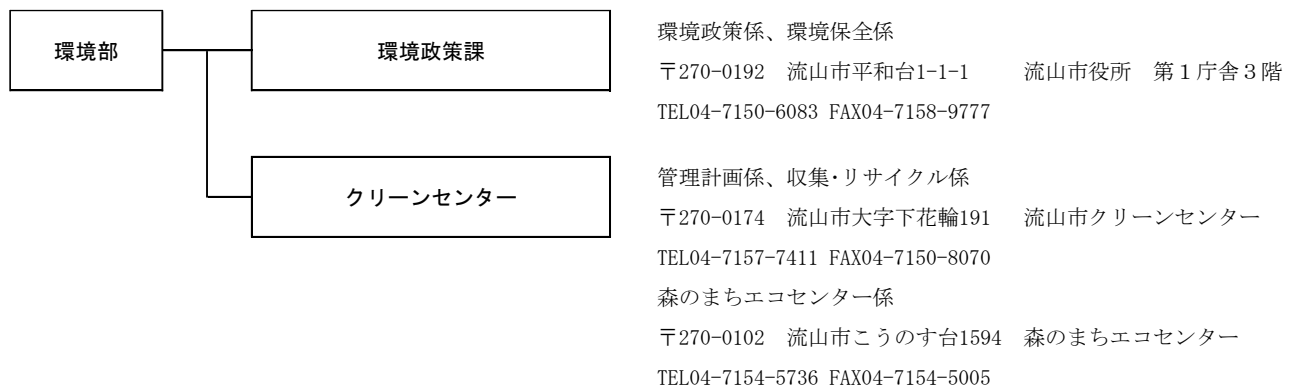 環境部
環境政策課
環境政策係、環境保全係
〒270-0192　流山市平和台1-1-1　　流山市役所　第１庁舎３階
TEL04-7150-6083 FAX04-7158-9777
クリーンセンター
管理計画係、収集・リサイクル係
〒270-0174　流山市大字下花輪191　　流山市クリーンセンター
TEL04-7157-7411 FAX04-7150-8070
森のまちエコセンター係
〒270-0102　流山市こうのす台1594　森のまちエコセンター
TEL04-7154-5736 FAX04-7154-5005